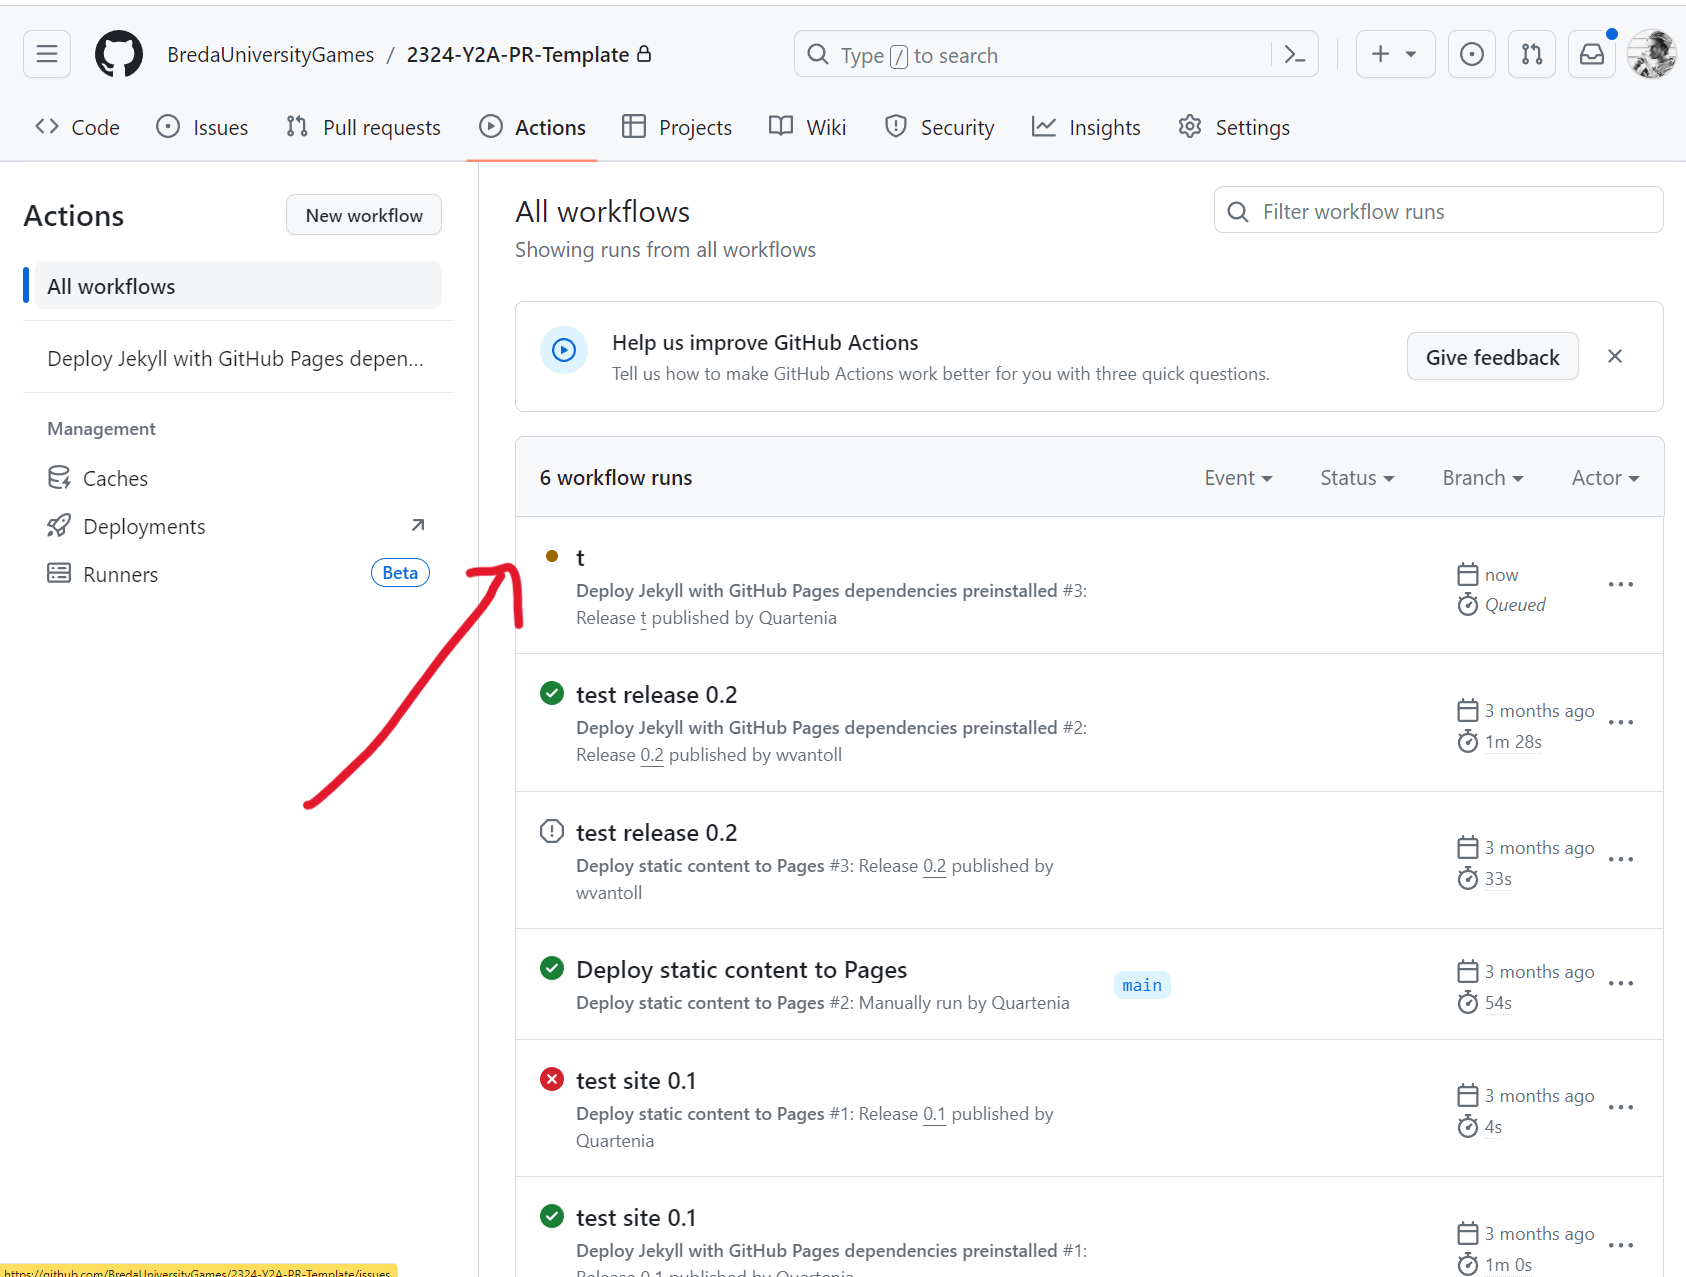 BredaUniversityGames / 2324-Y2A-PR-Template
Type / to search
Code Issues Pull requests Actions Projects Wiki Security Insights Settings
Actions
New workflow
All workflows
Deploy Jekyll with GitHub Pages depen...
Management
Caches
Deployments
Runners Beta
All workflows
Showing runs from all workflows
Filter workflow runs
Help us improve GitHub Actions
Tell us how to make GitHub Actions work better for you with three quick questions.
Give feedback
6 workflow runs
Event Status Branch Actor
t
Deploy Jekyll with GitHub Pages dependencies preinstalled #3:
Release t published by Quartenia
now
Queued
test release 0.2
Deploy Jekyll with GitHub Pages dependencies preinstalled #2:
Release 0.2 published by wvantoll
3 months ago
1m 28s
test release 0.2
Deploy static content to Pages #3: Release 0.2 published by
wvantoll
3 months ago
33s
Deploy static content to Pages
Deploy static content to Pages #2: Manually run by Quartenia
main
3 months ago
54s
test site 0.1
Deploy static content to Pages #1: Release 0.1 published by
Quartenia
3 months ago
4s
test site 0.1
Deploy Jekyll with GitHub Pages dependencies preinstalled #1:
Release 0.1 published by Quartenia
3 months ago
1m 0s
https://github.com/BredaUniversityGames/2324-Y2A-PR-Template/issues